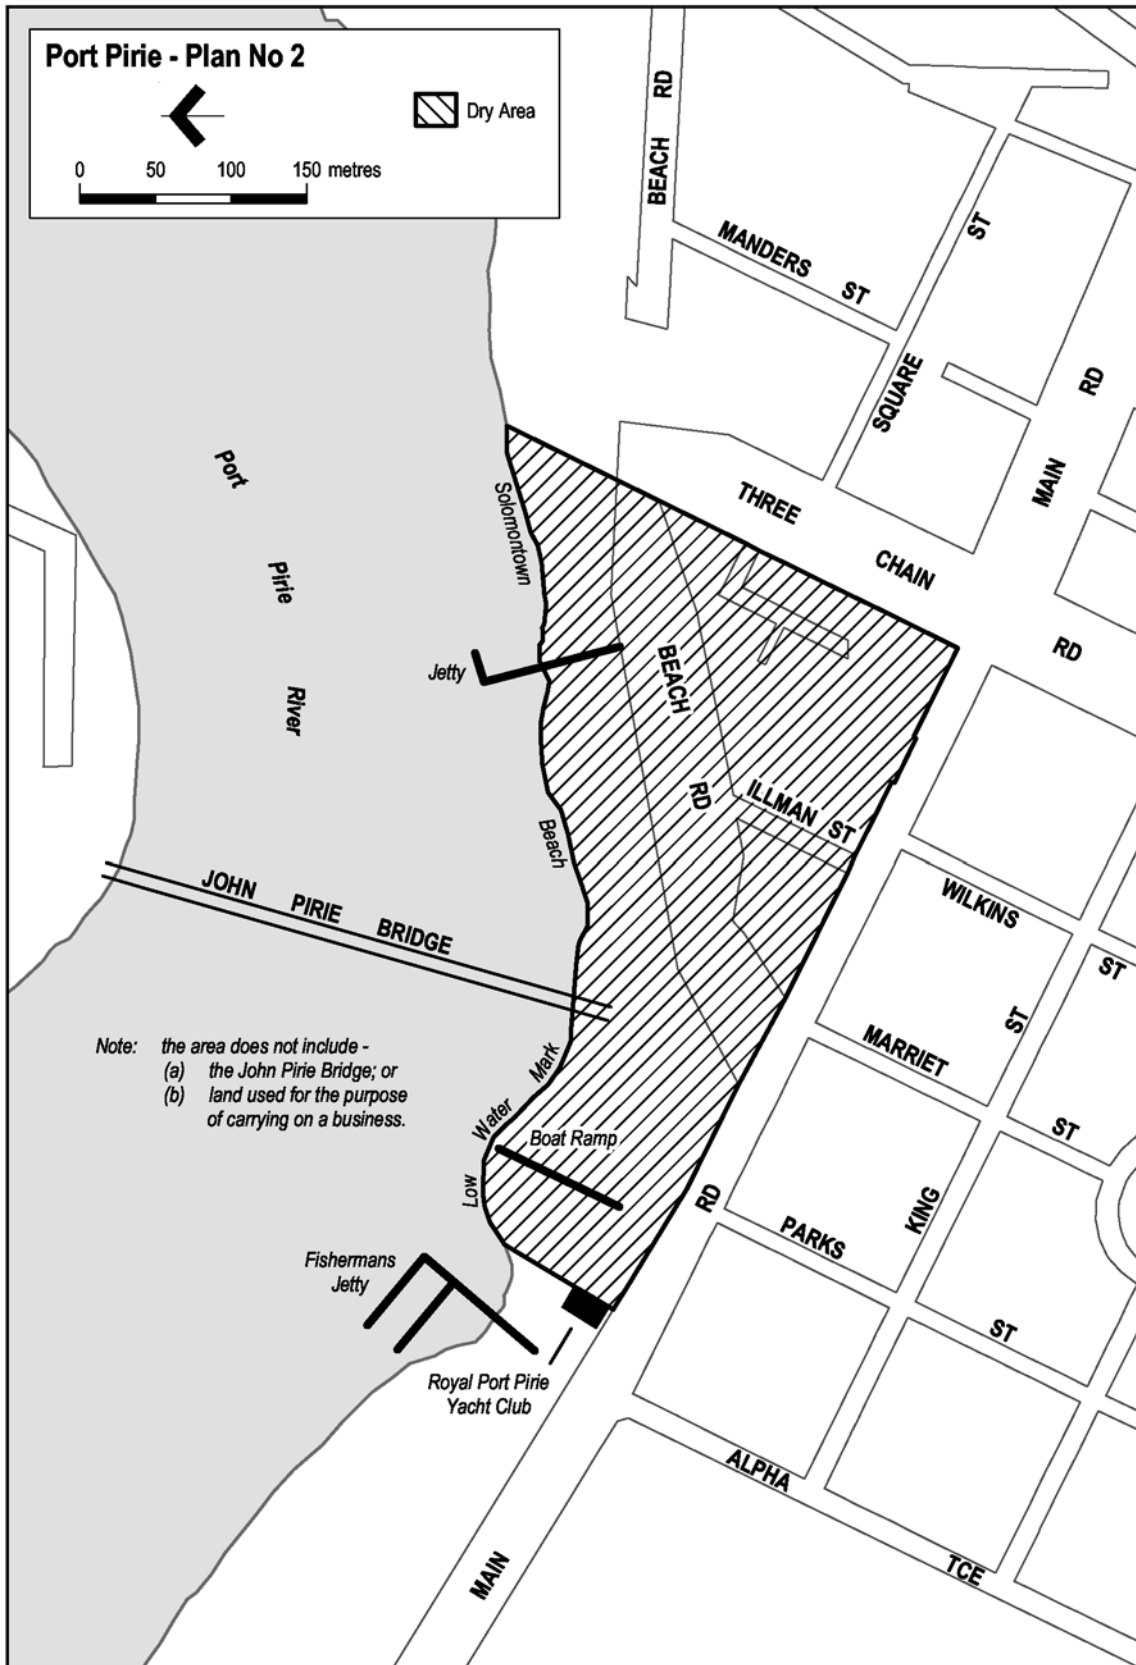 Port Pirie - Plan No 2
Dry Area
0 50 100 150 metres
BEACH RD
MANDERS ST
SQUARE ST
MAIN RD
THREE CHAIN RD
Port Pirie River
Solomontown Beach
Jetty
BEACH RD
ILLMAN ST
JOHN PIRIE BRIDGE
WILKINS ST
MARRIET ST
KING ST
Note: the area does not include -
(a) the John Pirie Bridge; or
(b) land used for the purpose
of carrying on a business.
Low Water Mark
Boat Ramp
PARKS ST
Fishermans
Jetty
Royal Port Pirie
Yacht Club
MAIN RD
ALPHA TCE